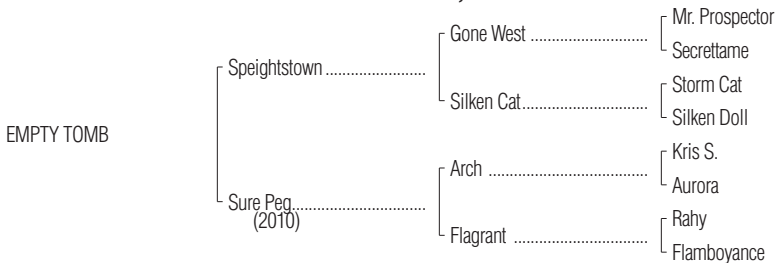 Mr. Prospector
Gone West ........................
Secrettame
Speightstown ........................
Storm Cat
Silken Cat........................
Silken Doll
EMPTY TOMB
Kris S.
Arch ........................
Aurora
Sure Peg........................
(2010)
Rahy
Flagrant ........................
Flamboyance